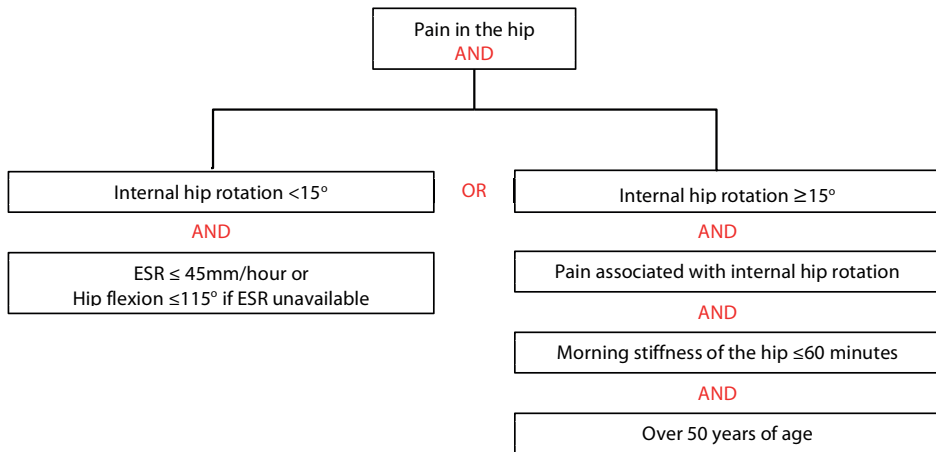 Pain in the hip
AND
Internal hip rotation <15°
AND
ESR ≤ 45mm/hour or
Hip flexion ≤115° if ESR unavailable
OR
Internal hip rotation ≥15°
AND
Pain associated with internal hip rotation
AND
Morning stiffness of the hip ≤60 minutes
AND
Over 50 years of age